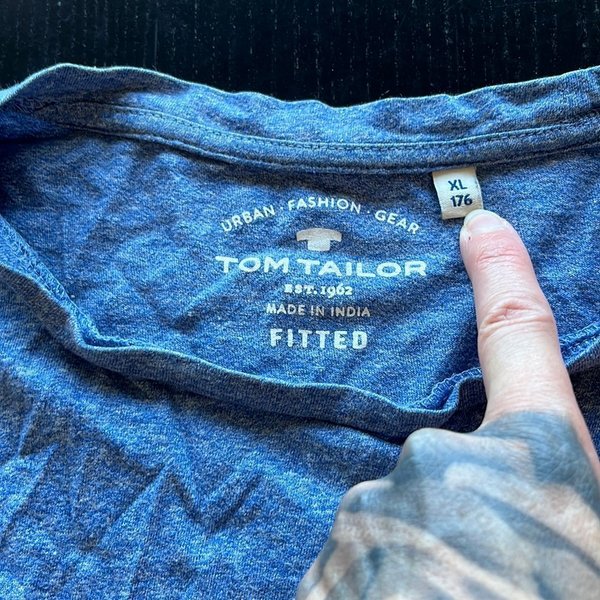 URBAN · FASHION · GEAR
TOM TAILOR
EST. 1962
MADE IN INDIA
FITTED
XL
176